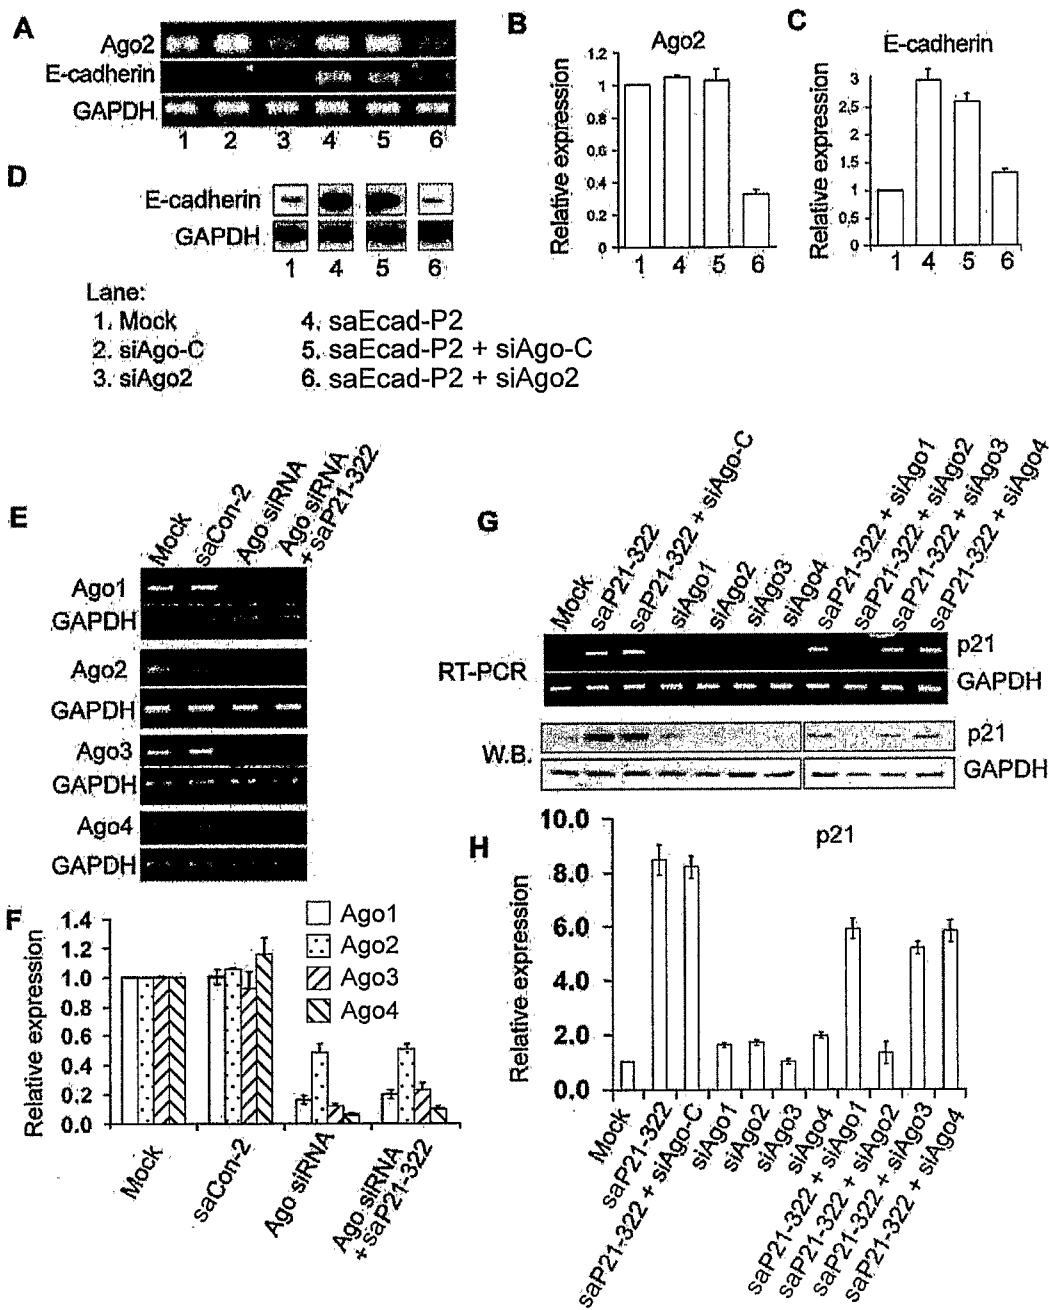 A
Ago2
E-cadherin
GAPDH
1 2 3 4 5 6
B
Ago2
Relative expression
1.2
1
0.8
0.6
0.4
0.2
0
1 4 5 6
C
E-cadherin
Relative expression
3
2.5
2
1.5
1
0.5
0
1 4 5 6
D
E-cadherin
GAPDH
1 4 5 6
Lane:
1. Mock
2. siAgo-C
3. siAgo2
4. saEcad-P2
5. saEcad-P2 + siAgo-C
6. saEcad-P2 + siAgo2
E
Mock
saCon-2
Ago siRNA
Ago siRNA
+ saP21-322
Ago1
GAPDH
Ago2
GAPDH
Ago3
GAPDH
Ago4
GAPDH
F
Relative expression
1.4
1.2
1.0
0.8
0.6
0.4
0.2
0.0
Ago1
Ago2
Ago3
Ago4
Mock
saCon-2
Ago siRNA
Ago siRNA
+ saP21-322
G
Mock
saP21-322
saP21-322 + siAgo-C
siAgo1
siAgo2
siAgo3
siAgo4
saP21-322 + siAgo1
saP21-322 + siAgo2
saP21-322 + siAgo3
saP21-322 + siAgo4
RT-PCR
p21
GAPDH
W.B.
p21
GAPDH
H
p21
Relative expression
10.0
8.0
6.0
4.0
2.0
0.0
Mock
saP21-322
saP21-322 + siAgo-C
siAgo1
siAgo2
siAgo3
siAgo4
saP21-322 + siAgo1
saP21-322 + siAgo2
saP21-322 + siAgo3
saP21-322 + siAgo4